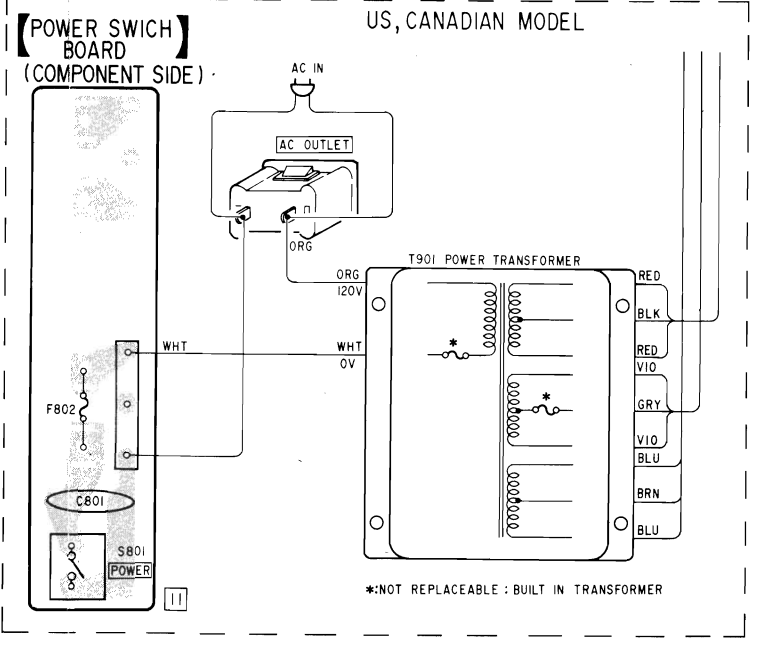 US, CANADIAN MODEL
【POWER SWICH
BOARD】
(COMPONENT SIDE)
AC IN
AC OUTLET
ORG
T901 POWER TRANSFORMER
ORG
120V
WHT
WHT
0V
F802
C801
S801
POWER
11
*
*
RED
BLK
RED
VIO
GRY
VIO
BLU
BRN
BLU
*:NOT REPLACEABLE : BUILT IN TRANSFORMER